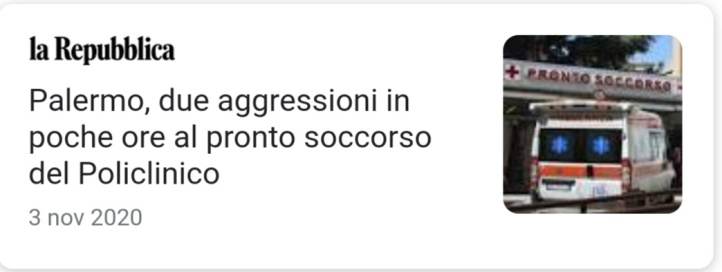 la Repubblica
Palermo, due aggressioni in
poche ore al pronto soccorso
del Policlinico
3 nov 2020
PRONTO SOCCORSO